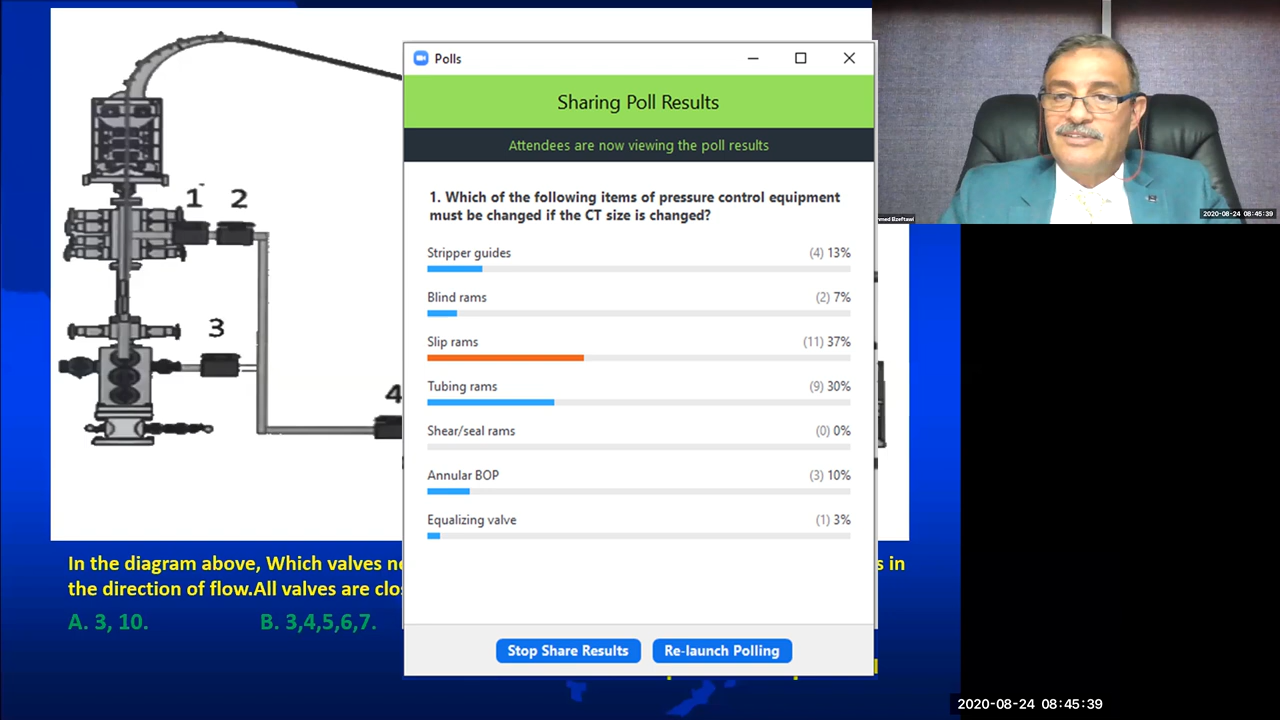 Polls
Sharing Poll Results
Attendees are now viewing the poll results
1. Which of the following items of pressure control equipment
must be changed if the CT size is changed?
Stripper guides (4) 13%
Blind rams (2) 7%
Slip rams (11) 37%
Tubing rams (9) 30%
Shear/seal rams (0) 0%
Annular BOP (3) 10%
Equalizing valve (1) 3%
Stop Share Results Re-launch Polling
1 2
3
4
In the diagram above, Which valves s in
the direction of flow.All valves are
A. 3, 10. B. 3,4,5,6,7.
2020-08-24 08:45:39
2020-08-24 08:45:39